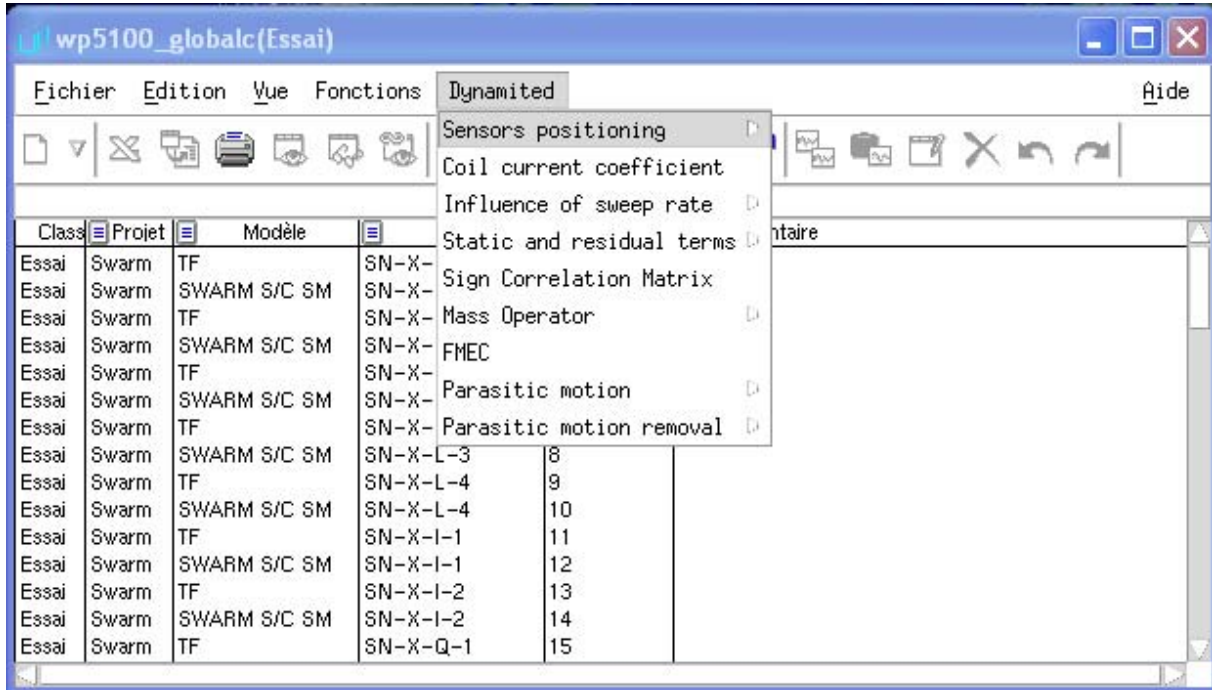 wp5100_globalc(Essai)
Fichier Edition Vue Fonctions Dynamited Aide
Sensors positioning
Coil current coefficient
Influence of sweep rate
Static and residual terms
Sign Correlation Matrix
Mass Operator
FMEC
Parasitic motion
Parasitic motion removal
Class Projet Modèle ntaire
Essai Swarm TF SN-X-
Essai Swarm SWARM S/C SM SN-X-
Essai Swarm TF SN-X-
Essai Swarm SWARM S/C SM SN-X-
Essai Swarm TF SN-X-
Essai Swarm SWARM S/C SM SN-X-
Essai Swarm TF SN-X-
Essai Swarm SWARM S/C SM SN-X-L-3 8
Essai Swarm TF SN-X-L-4 9
Essai Swarm SWARM S/C SM SN-X-L-4 10
Essai Swarm TF SN-X-I-1 11
Essai Swarm SWARM S/C SM SN-X-I-1 12
Essai Swarm TF SN-X-I-2 13
Essai Swarm SWARM S/C SM SN-X-I-2 14
Essai Swarm TF SN-X-Q-1 15